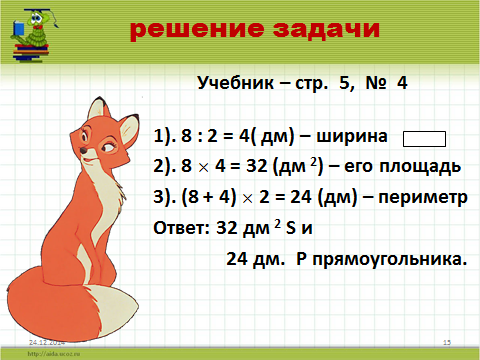 решение задачи
Учебник – стр. 5, № 4
1). 8 : 2 = 4( дм) – ширина
2). 8 × 4 = 32 (дм ²) – его площадь
3). (8 + 4) × 2 = 24 (дм) – периметр
Ответ: 32 дм ² S и
24 дм. Р прямоугольника.
24.12.2014
15
http://aida.ucoz.ru